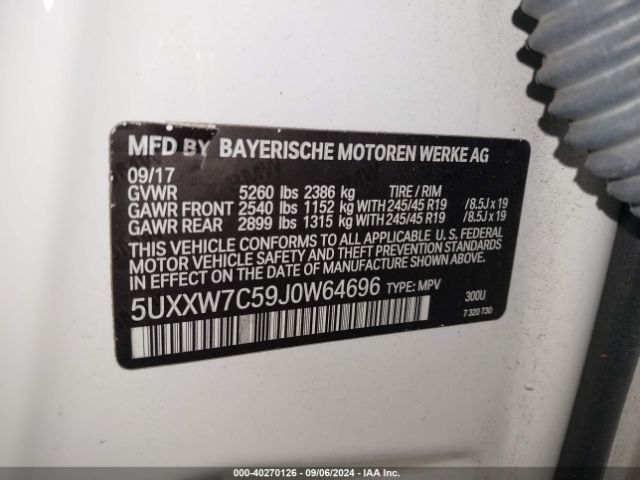 MFD BY BAYERISCHE MOTOREN WERKE AG
09/17
GVWR 5260 lbs 2386 kg TIRE / RIM
GAWR FRONT 2540 lbs 1152 kg WITH 245/45 R19 /8.5J x 19
GAWR REAR 2899 lbs 1315 kg WITH 245/45 R19 /8.5J x 19
THIS VEHICLE CONFORMS TO ALL APPLICABLE U. S. FEDERAL
MOTOR VEHICLE SAFETY AND THEFT PREVENTION STANDARDS
IN EFFECT ON THE DATE OF MANUFACTURE SHOWN ABOVE.
5UXXW7C59J0W64696 TYPE: MPV 300U
7 320 730
000-40270126 - 09/06/2024 - IAA Inc.